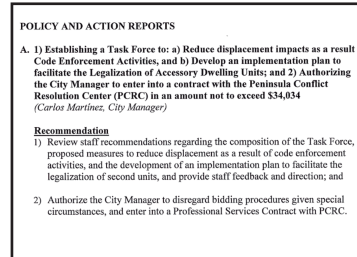 POLICY AND ACTION REPORTS
A. 1) Establishing a Task Force to: a) Reduce displacement impacts as a result
Code Enforcement Activities, and b) Develop an implementation plan to
facilitate the Legalization of Accessory Dwelling Units; and 2) Authorizing
the City Manager to enter into a contract with the Peninsula Conflict
Resolution Center (PCRC) in an amount not to exceed $34,034
(Carlos Martínez, City Manager)
Recommendation
1) Review staff recommendations regarding the composition of the Task Force,
proposed measures to reduce displacement as a result of code enforcement
activities, and the development of an implementation plan to facilitate the
legalization of second units, and provide staff feedback and direction; and
2) Authorize the City Manager to disregard bidding procedures given special
circumstances, and enter into a Professional Services Contract with PCRC.